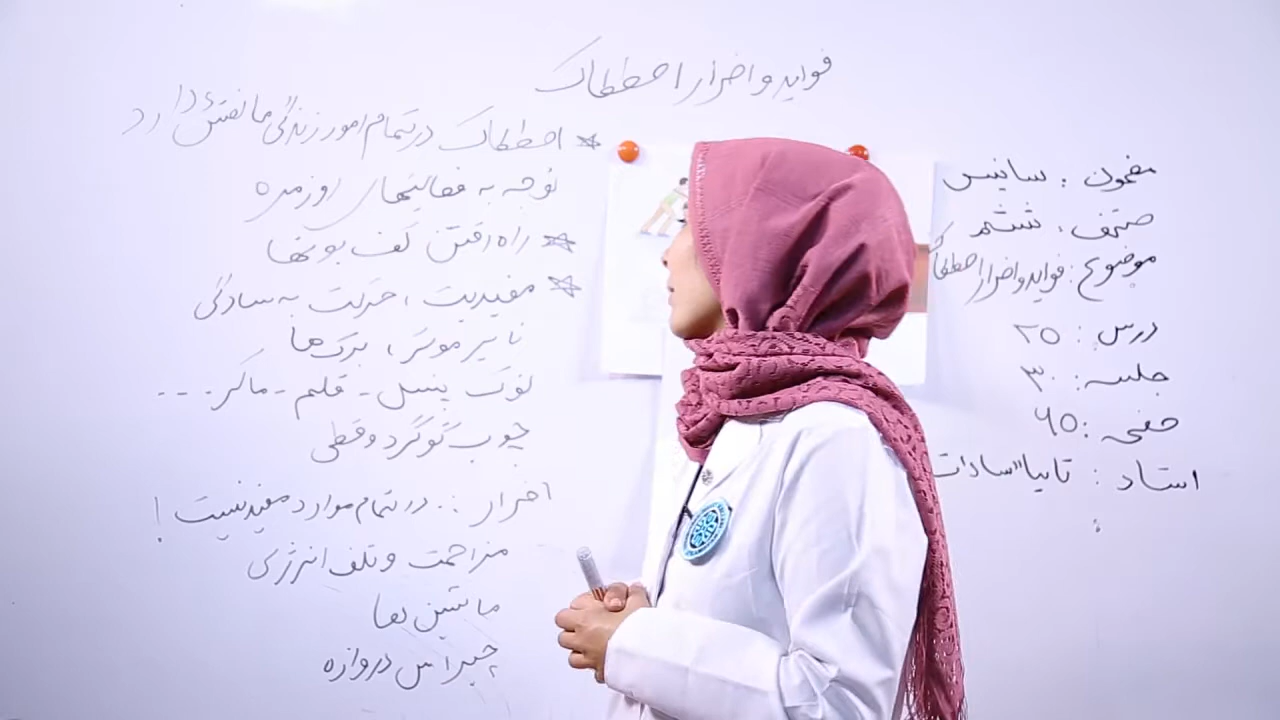 فواید و اضرار اصطکاک
مضمون : ساینس
صنف : ششم
موضوع : فواید و اضرار اصطکاک
درس : ۲۵
جلسه : ۳۰
صفحه : ۶۵
استاد : تانیا "سادات
اصطکاک در تمام امور زندگی ما نقش دارد
توجه به فعالیتهای روزمره
راه رفتن کف بوتها
مفیدیت ، حرکت به سادگی
تایر موتر ، برک ها
نوک پنسل - قلم - مارکر - - -
چوب گوگرد و قطی
اضرار : در تمام موارد مفید نیست !
مزاحمت و تلف انرژی
ماشین ها
چپراس دروازه